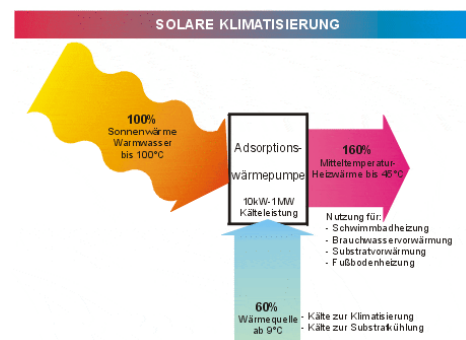 SOLARE KLIMATISIERUNG
100%
Sonnenwärme
Warmwasser
bis 100°C
Adsorptions-
wärmepumpe
10kW-1MW
Kälteleistung
160%
Mitteltemperatur-
Heizwärme bis 45°C
Nutzung für:
- Schwimmbadheizung
- Brauchwasservorwärmung
- Substratvorwärmung
- Fußbodenheizung
60%
Wärmequelle
ab 9°C
- Kälte zur Klimatisierung
- Kälte zur Substratkühlung